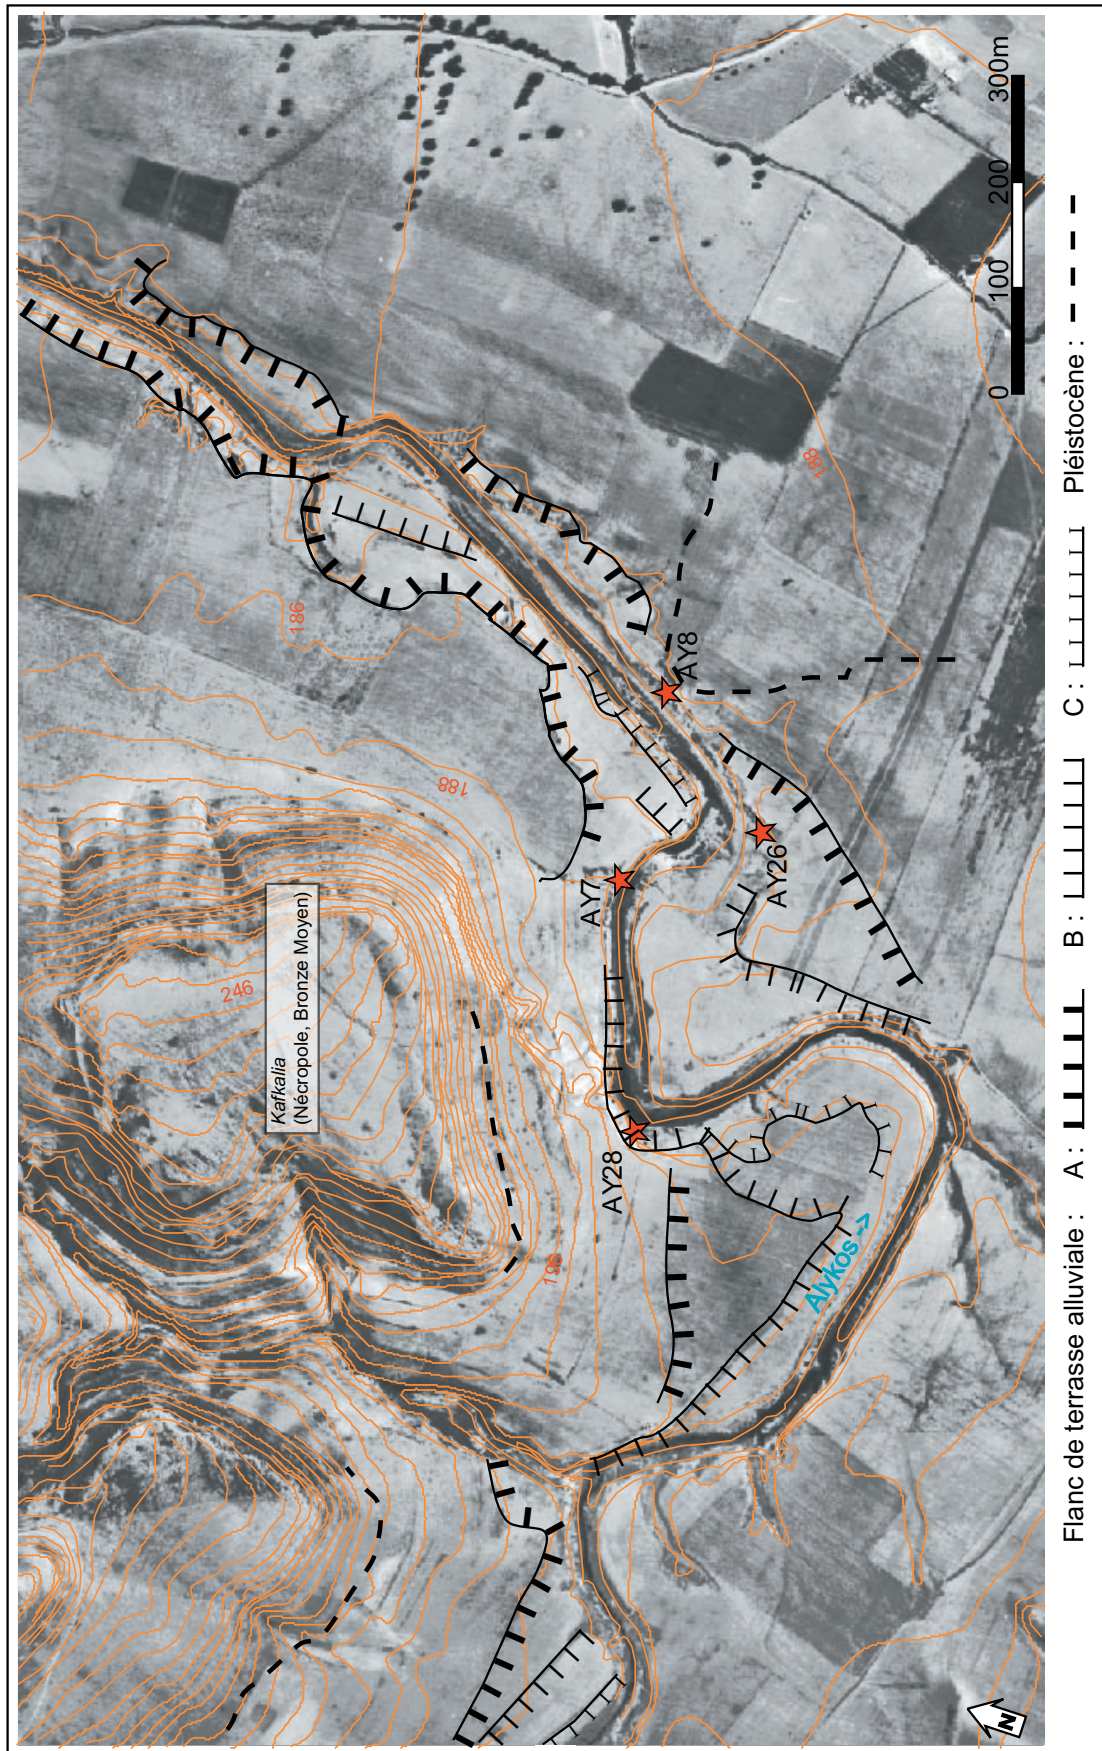 Kafkalia
(Nécropole, Bronze Moyen)
246
196
188
186
188
AY28
AY7
AY26
AY8
Alykos ->
0 100 200 300m
N
Flanc de terrasse alluviale : A : B : C : Pléistocène :